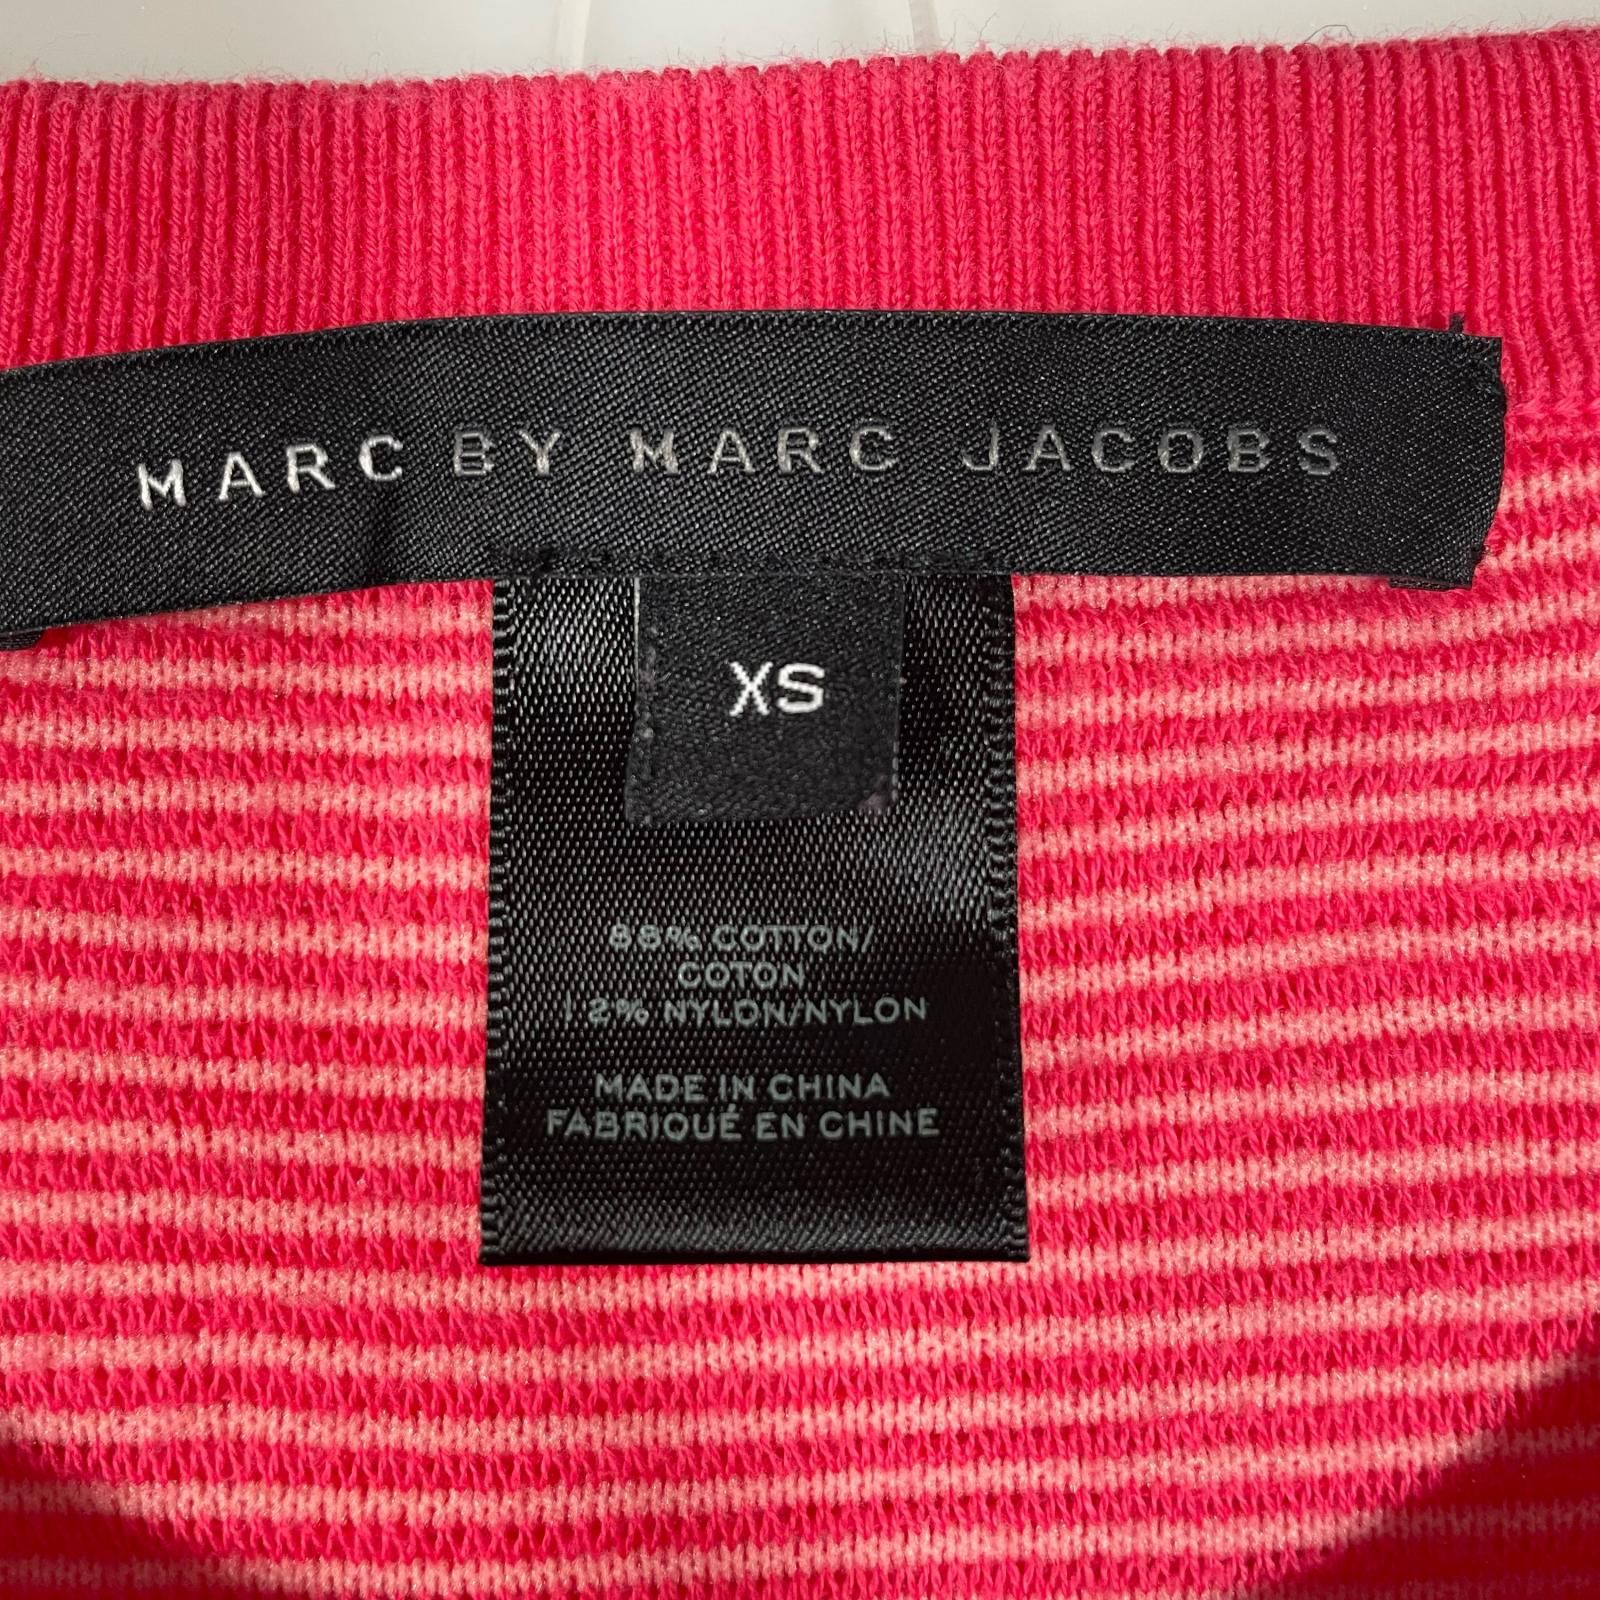 MARC BY MARC JACOBS
XS
88% COTTON/
COTON
12% NYLON/NYLON
MADE IN CHINA
FABRIQUÉ EN CHINE